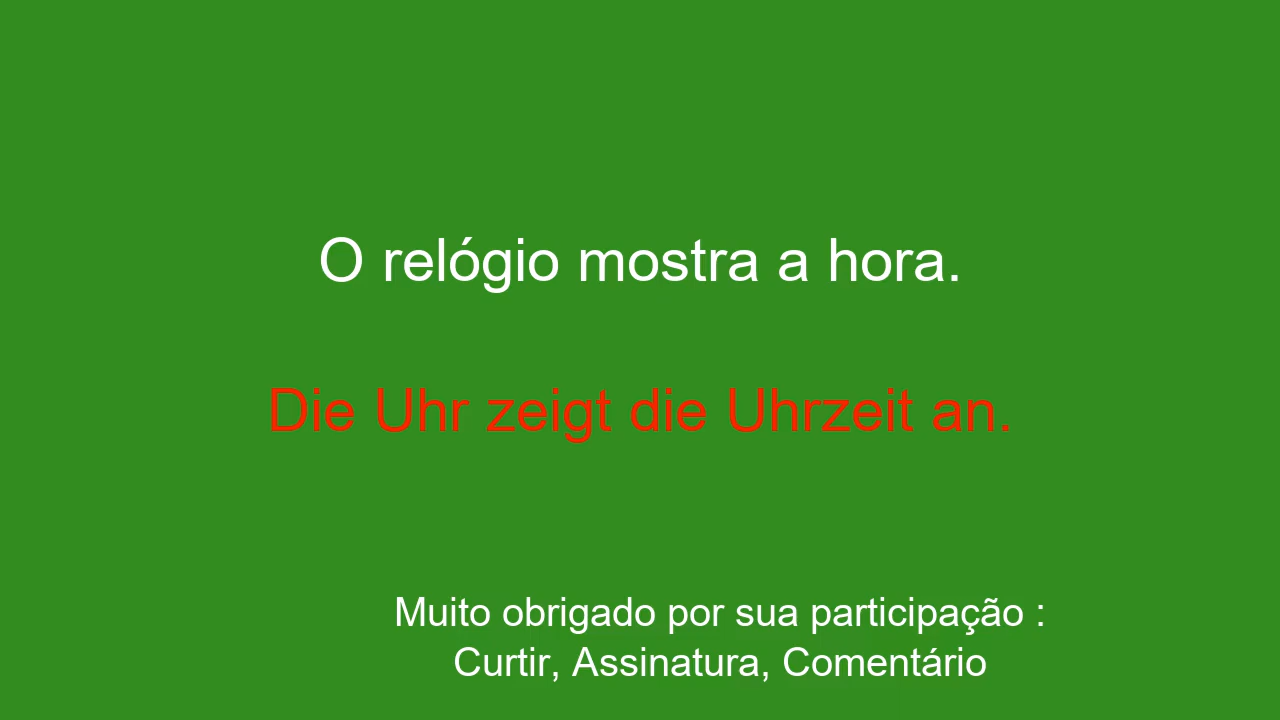 O relógio mostra a hora.
Die Uhr zeigt die Uhrzeit an.
Muito obrigado por sua participação :
Curtir, Assinatura, Comentário